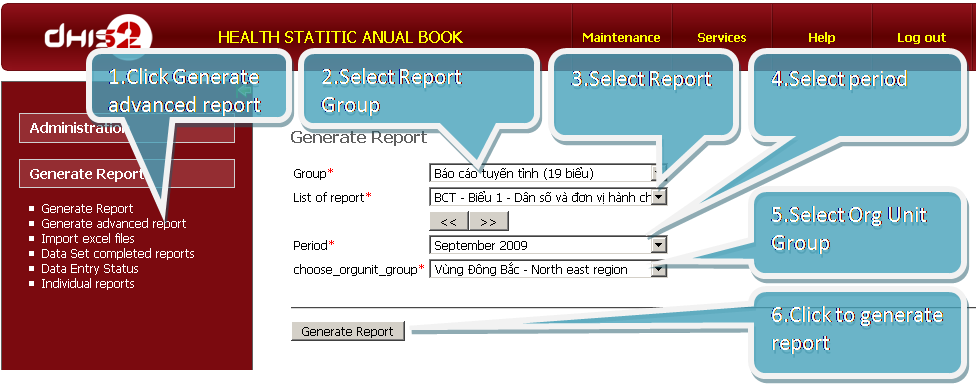 dHIS2
HEALTH STATITIC ANUAL BOOK
Maintenance
Services
Help
Log out
1.Click Generate
advanced report
2.Select Report
Group
3.Select Report
4.Select period
Administration
Generate Report
Generate Report
Generate advanced report
Import excel files
Data Set completed reports
Data Entry Status
Individual reports
Generate Report
Group*
Báo cáo tuyến tỉnh (19 biểu)
List of report*
BCT - Biểu 1 - Dân số và đơn vị hành ch
<<
>>
Period*
September 2009
choose_orgunit_group*
Vùng Đông Bắc - North east region
5.Select Org Unit
Group
Generate Report
6.Click to generate
report